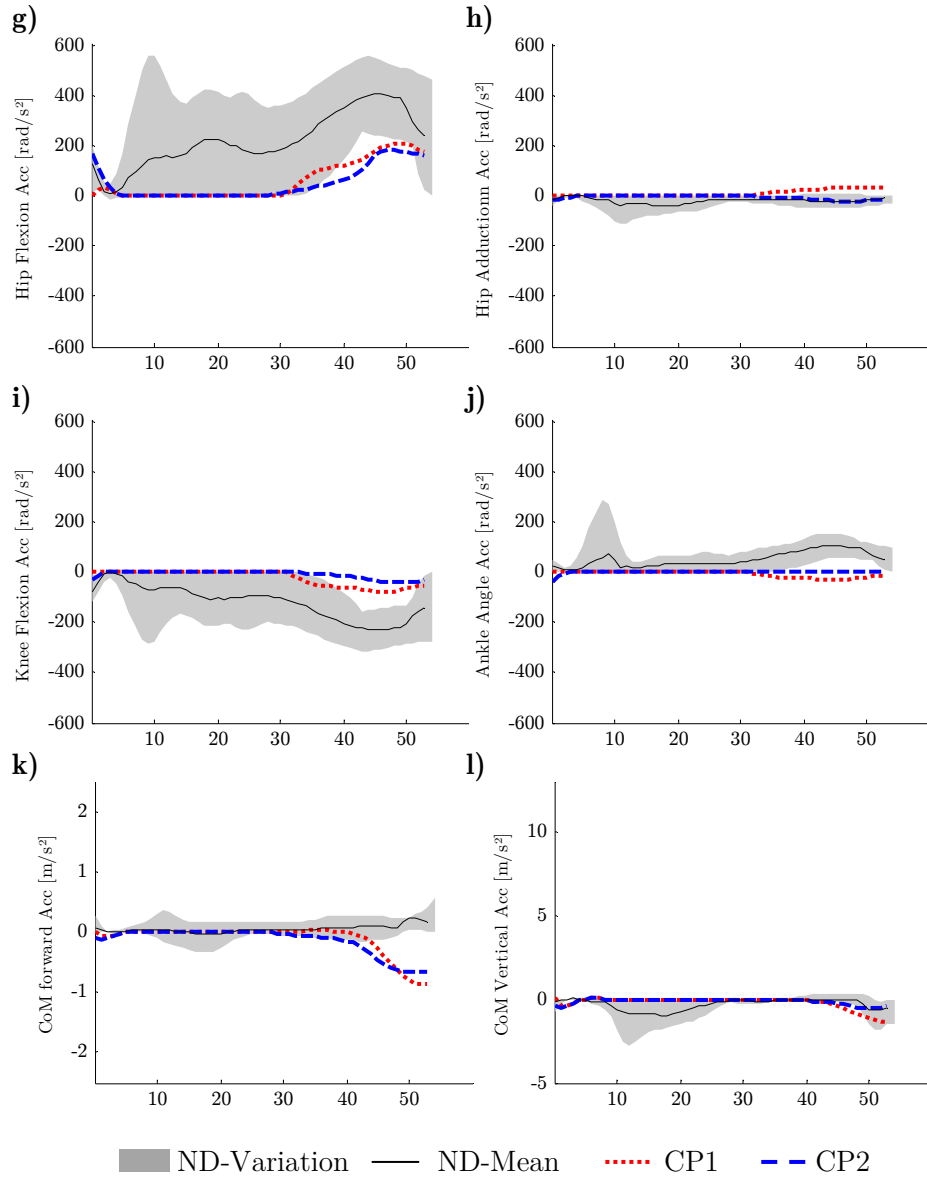 g)
Hip Flexion Acc [rad/s²]
600
400
200
0
-200
-400
-600
10 20 30 40 50
h)
Hip Adductionn Acc [rad/s²]
600
400
200
0
-200
-400
-600
10 20 30 40 50
i)
Knee Flexion Acc [rad/s²]
600
400
200
0
-200
-400
-600
10 20 30 40 50
j)
Ankle Angle Acc [rad/s²]
600
400
200
0
-200
-400
-600
10 20 30 40 50
k)
CoM forward Acc [m/s²]
2
1
0
-1
-2
10 20 30 40 50
l)
CoM Vertical Acc [m/s²]
10
5
0
-5
10 20 30 40 50
ND-Variation ND-Mean CP1 CP2